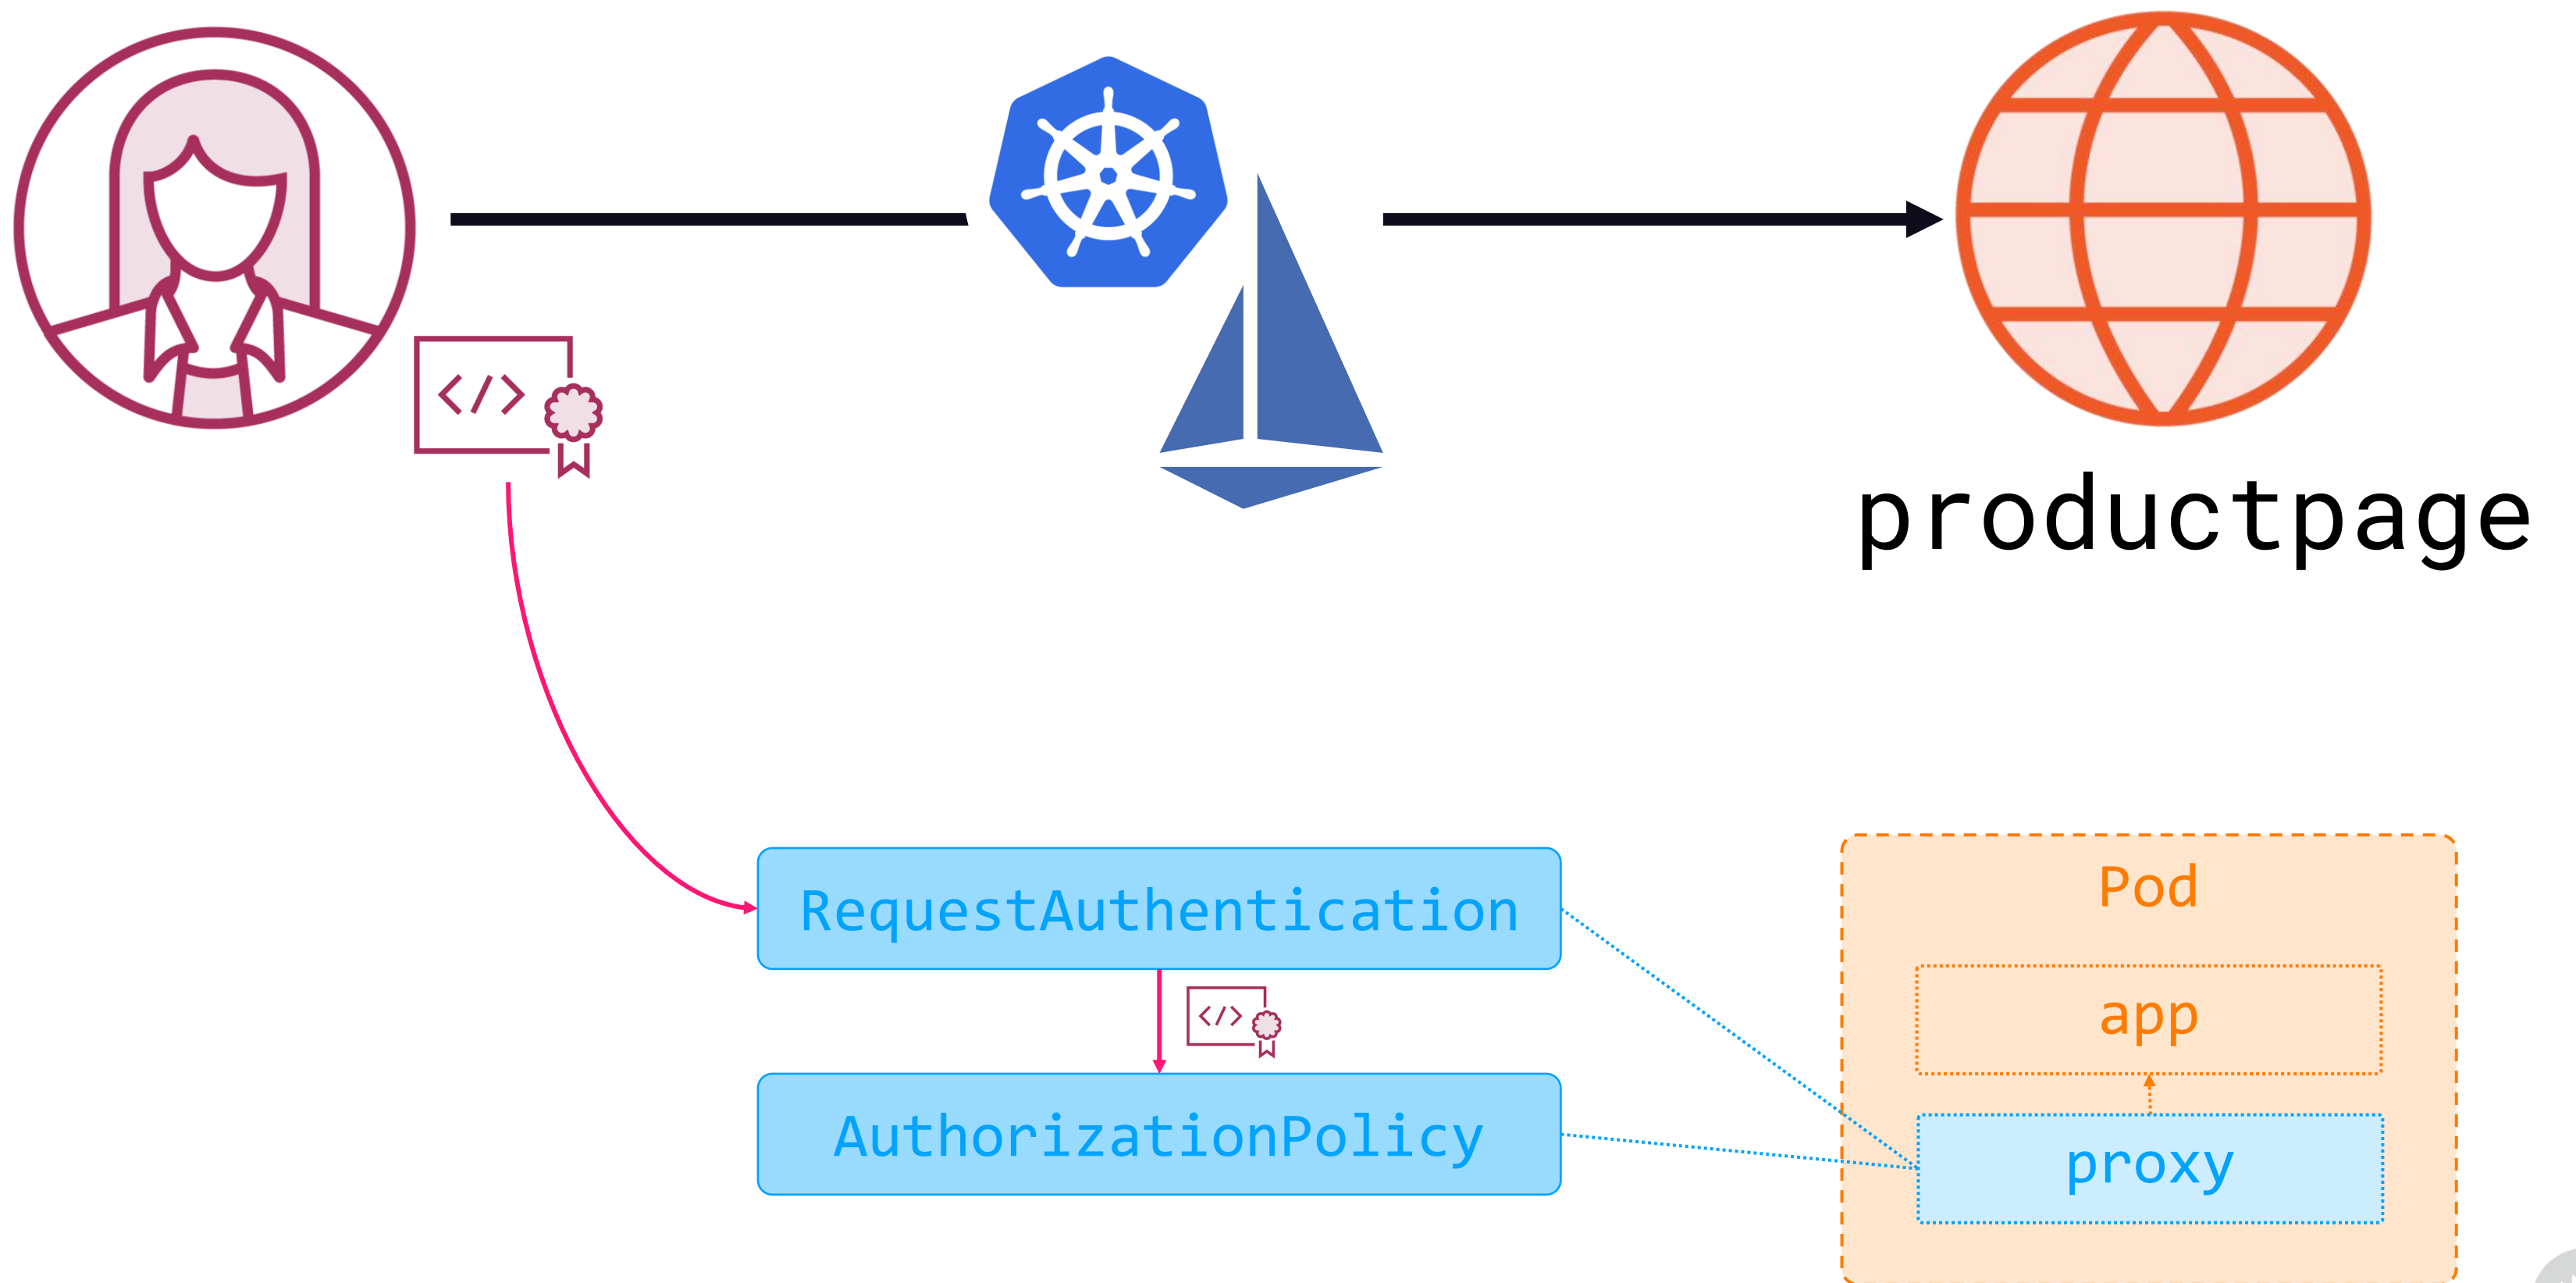 productpage
RequestAuthentication
</>
AuthorizationPolicy
Pod
app
proxy